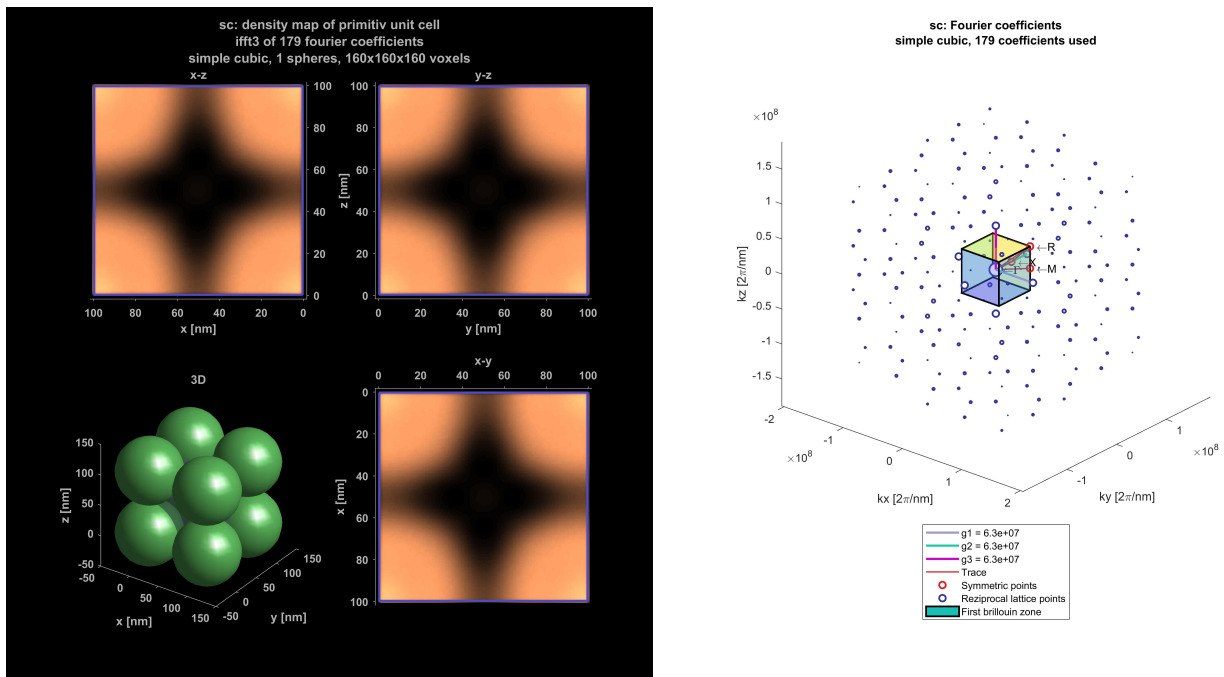 sc: density map of primitiv unit cell
ifft3 of 179 fourier coefficients
simple cubic, 1 spheres, 160x160x160 voxels
x-z
100
80
60
40
20
0
z [nm]
100 80 60 40 20 0
x [nm]
y-z
100
80
60
40
20
0
0 20 40 60 80 100
y [nm]
3D
150
100
50
0
-50
z [nm]
-50 0 50 100 150
x [nm]
-50 0 50 100 150
y [nm]
x-y
0 20 40 60 80 100
0
20
40
60
80
100
x [nm]
sc: Fourier coefficients
simple cubic, 179 coefficients used
×10⁸
1.5
1
0.5
0
-0.5
-1
-1.5
kz [2π/nm]
←R
X
←M
Γ
-2 -1 0 1 2
×10⁸
kx [2π/nm]
-1 0 1
×10⁸
ky [2π/nm]
g1 = 6.3e+07
g2 = 6.3e+07
g3 = 6.3e+07
Trace
Symmetric points
Reziprocal lattice points
First brillouin zone